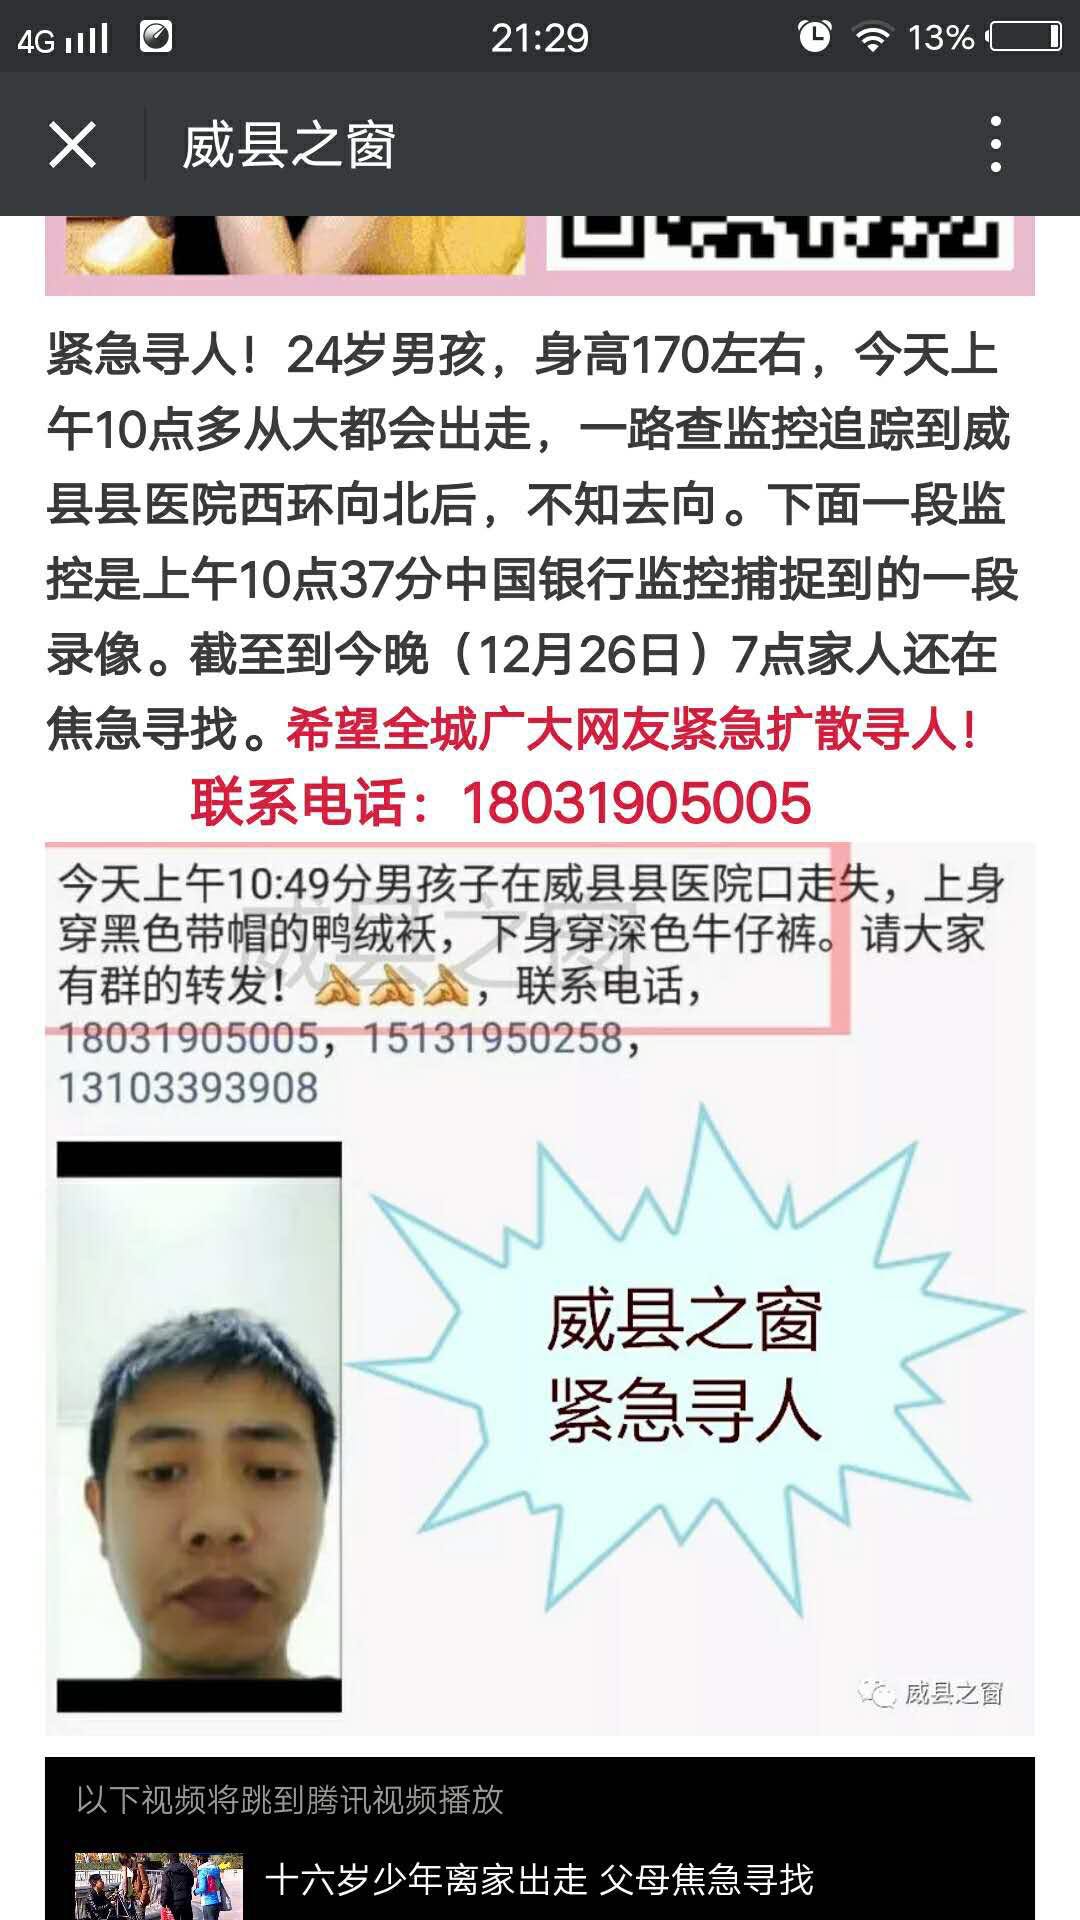 4G
21:29
13%
威县之窗
紧急寻人！24岁男孩，身高170左右，今天上
午10点多从大都会出走，一路查监控追踪到威
县县医院西环向北后，不知去向。下面一段监
控是上午10点37分中国银行监控捕捉到的一段
录像。截至到今晚（12月26日）7点家人还在
焦急寻找。希望全城广大网友紧急扩散寻人！
联系电话：18031905005
今天上午10:49分男孩子在威县县医院口走失，上身
穿黑色带帽的鸭绒袄，下身穿深色牛仔裤。请大家
有群的转发！🙏🙏🙏，联系电话，
18031905005，15131950258，
13103393908
威县之窗
威县之窗
紧急寻人
威县之窗
以下视频将跳到腾讯视频播放
十六岁少年离家出走 父母焦急寻找